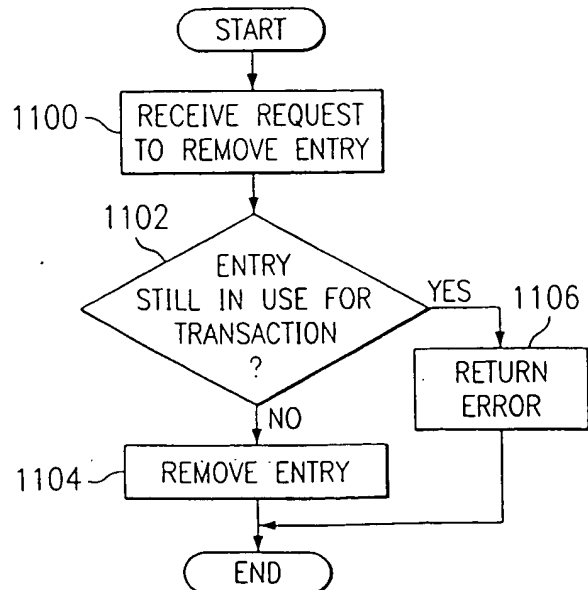 START
1100
RECEIVE REQUEST
TO REMOVE ENTRY
1102
ENTRY
STILL IN USE FOR
TRANSACTION
?
YES
1106
RETURN
ERROR
NO
1104
REMOVE ENTRY
END